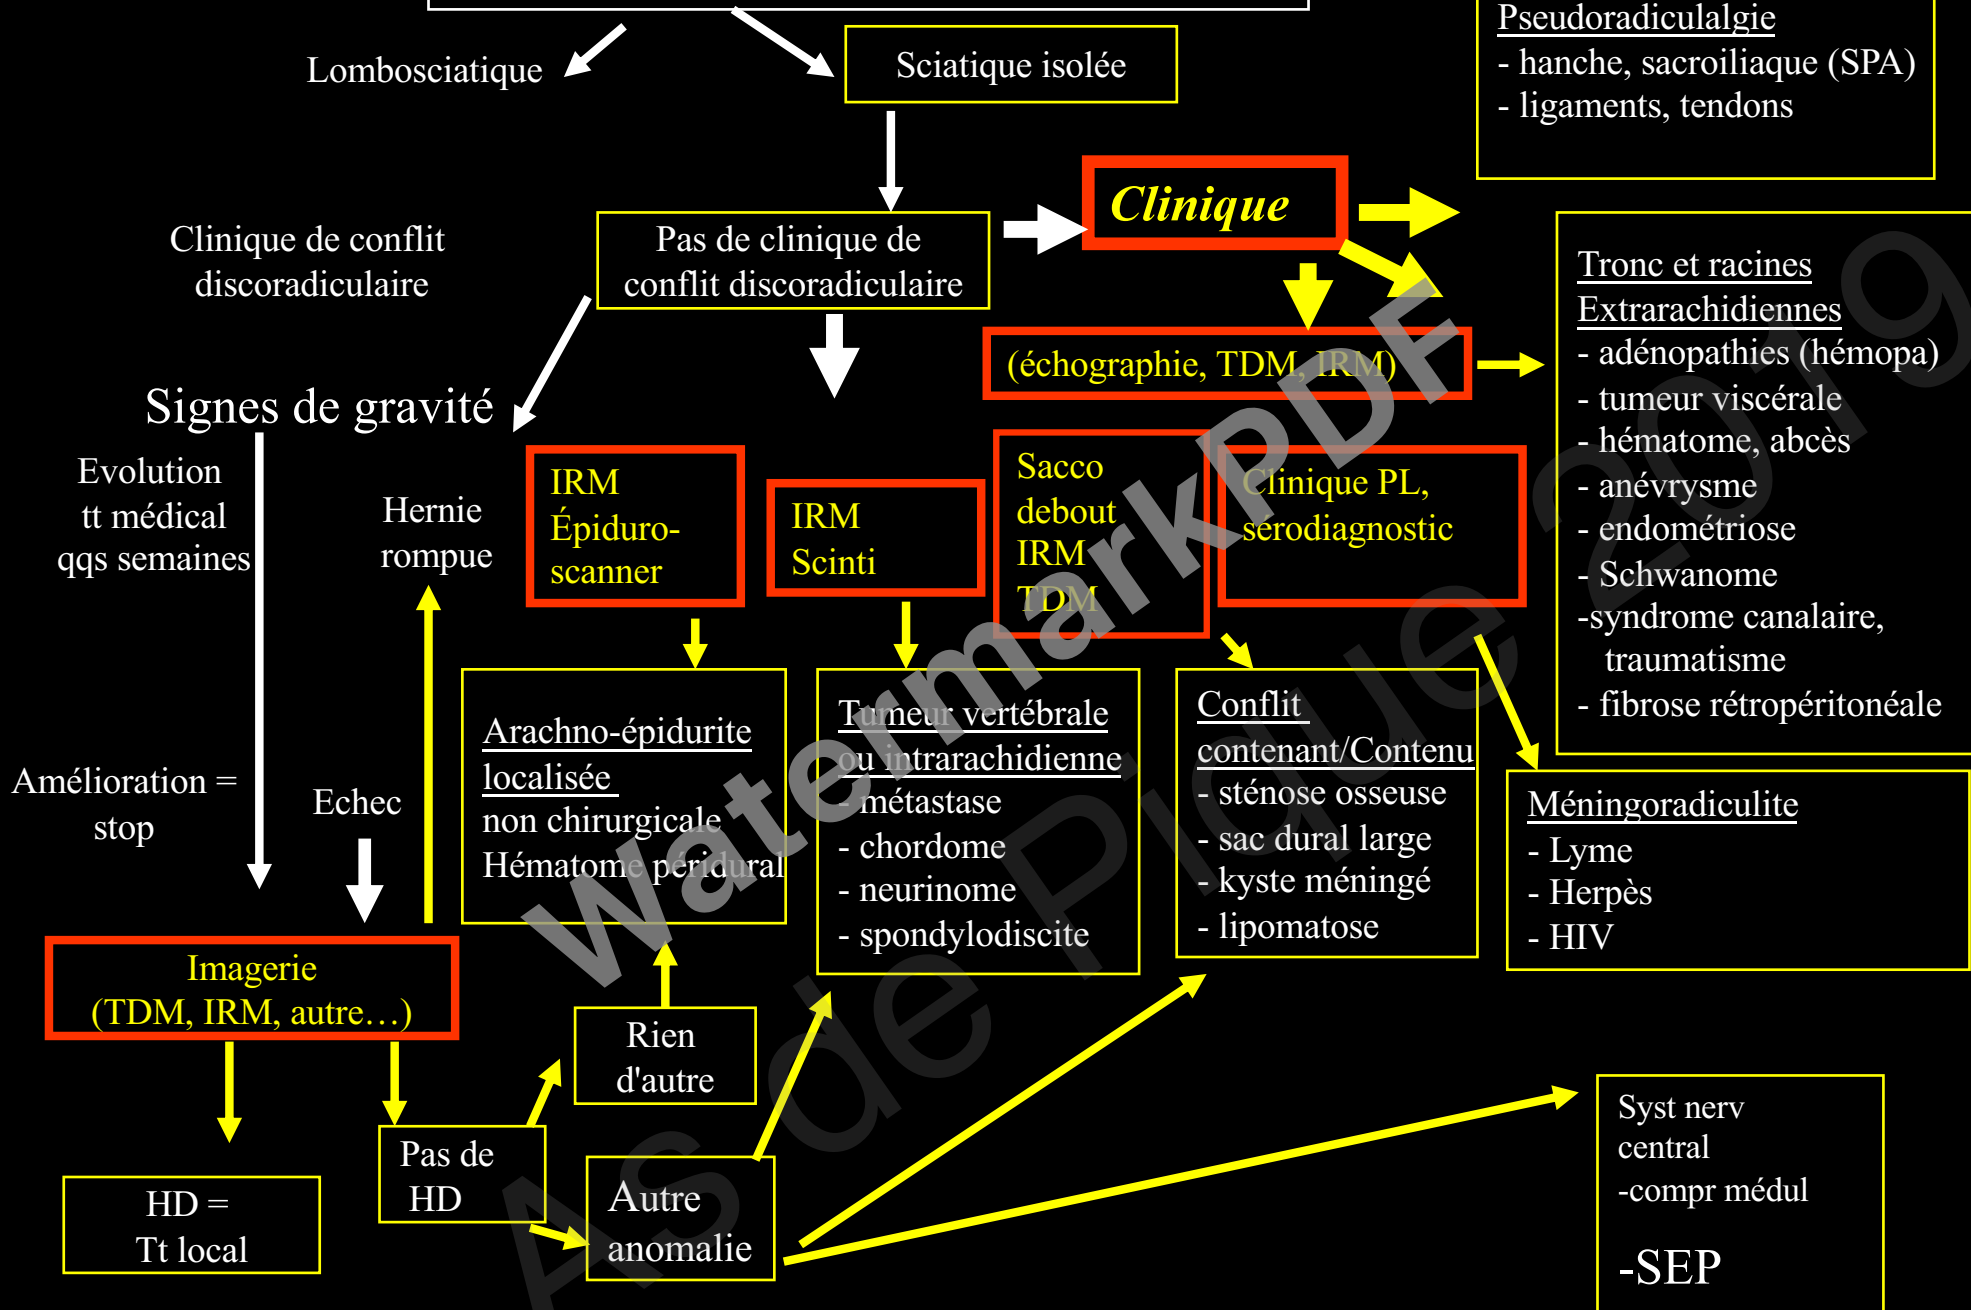 Pseudoradiculalgie
- hanche, sacroiliaque (SPA)
- ligaments, tendons
Lombosciatique
Sciatique isolée
Clinique
Clinique de conflit
discoradiculaire
Pas de clinique de
conflit discoradiculaire
Tronc et racines
Extrarachidiennes
- adénopathies (hémopa)
- tumeur viscérale
- hématome, abcès
- anévrysme
- endométriose
- Schwanome
-syndrome canalaire,
traumatisme
- fibrose rétropéritonéale
(échographie, TDM, IRM)
Signes de gravité
Evolution
tt médical
qqs semaines
Hernie
rompue
IRM
Épiduro-
scanner
IRM
Scinti
Sacco
debout
IRM
TDM
Clinique PL,
sérodiagnostic
Arachno-épidurite
localisée
non chirurgicale
Hématome péridural
Tumeur vertébrale
ou intrarachidienne
- métastase
- chordome
- neurinome
- spondylodiscite
Conflit
contenant/Contenu
- sténose osseuse
- sac dural large
- kyste méningé
- lipomatose
Méningoradiculite
- Lyme
- Herpès
- HIV
Amélioration =
stop
Echec
Imagerie
(TDM, IRM, autre…)
Rien
d'autre
Pas de
HD
HD =
Tt local
Autre
anomalie
Syst nerv
central
-compr médul
-SEP
WatermarkPDF
As de Pique 2019